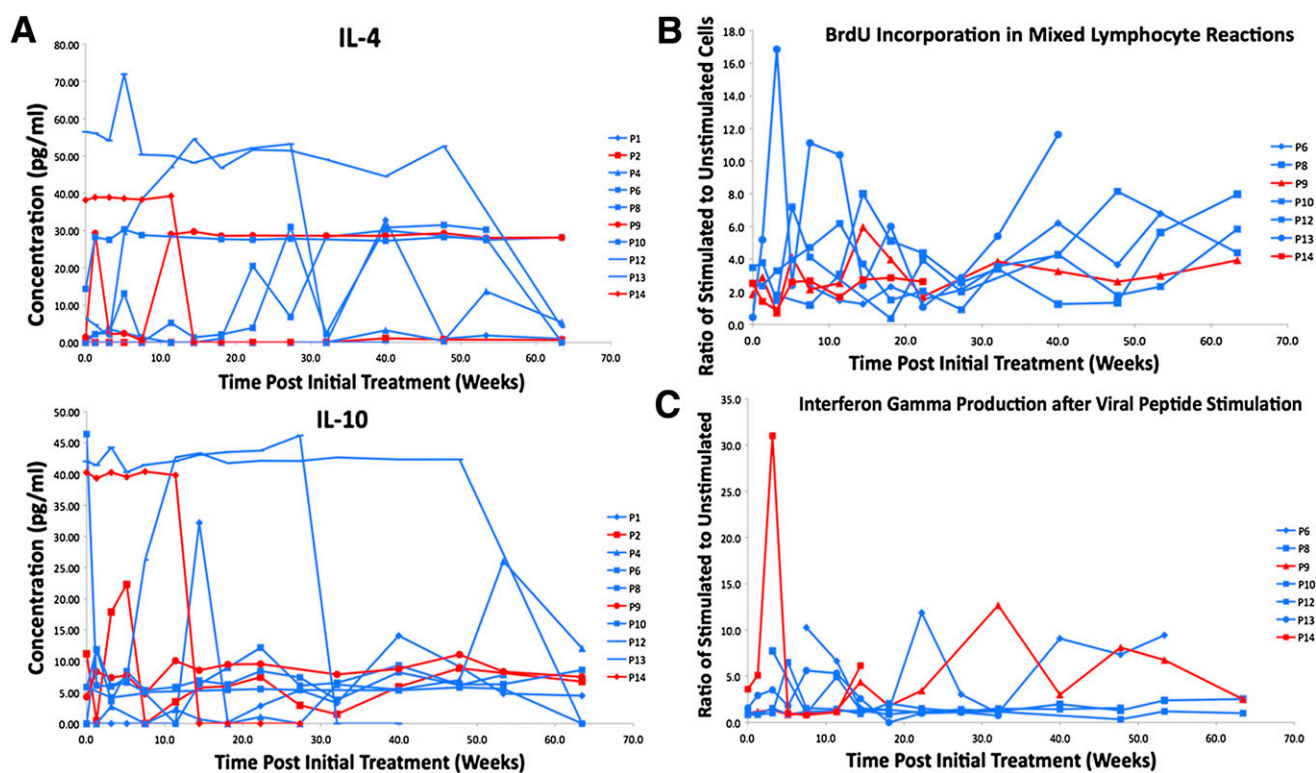 A
IL-4
Concentration (pg/ml)
80.00
70.00
60.00
50.00
40.00
30.00
20.00
10.00
0.00
0.0 10.0 20.0 30.0 40.0 50.0 60.0 70.0
Time Post Initial Treatment (Weeks)
P1
P2
P4
P6
P8
P9
P10
P12
P13
P14
IL-10
Concentration (pg/ml)
50.00
45.00
40.00
35.00
30.00
25.00
20.00
15.00
10.00
5.00
0.00
0.0 10.0 20.0 30.0 40.0 50.0 60.0 70.0
Time Post Initial Treatment (Weeks)
P1
P2
P4
P6
P8
P9
P10
P12
P13
P14
B
BrdU Incorporation in Mixed Lymphocyte Reactions
Ratio of Stimulated to Unstimulated Cells
18.0
16.0
14.0
12.0
10.0
8.0
6.0
4.0
2.0
0.0
0.0 10.0 20.0 30.0 40.0 50.0 60.0 70.0
Time Post Initial Treatment (Weeks)
P6
P8
P9
P10
P12
P13
P14
C
Interferon Gamma Production after Viral Peptide Stimulation
Ratio of Stimulated to Unstimulated
35.0
30.0
25.0
20.0
15.0
10.0
5.0
0.0
0.0 10.0 20.0 30.0 40.0 50.0 60.0 70.0
Time Post Initial Treatment (Weeks)
P6
P8
P9
P10
P12
P13
P14